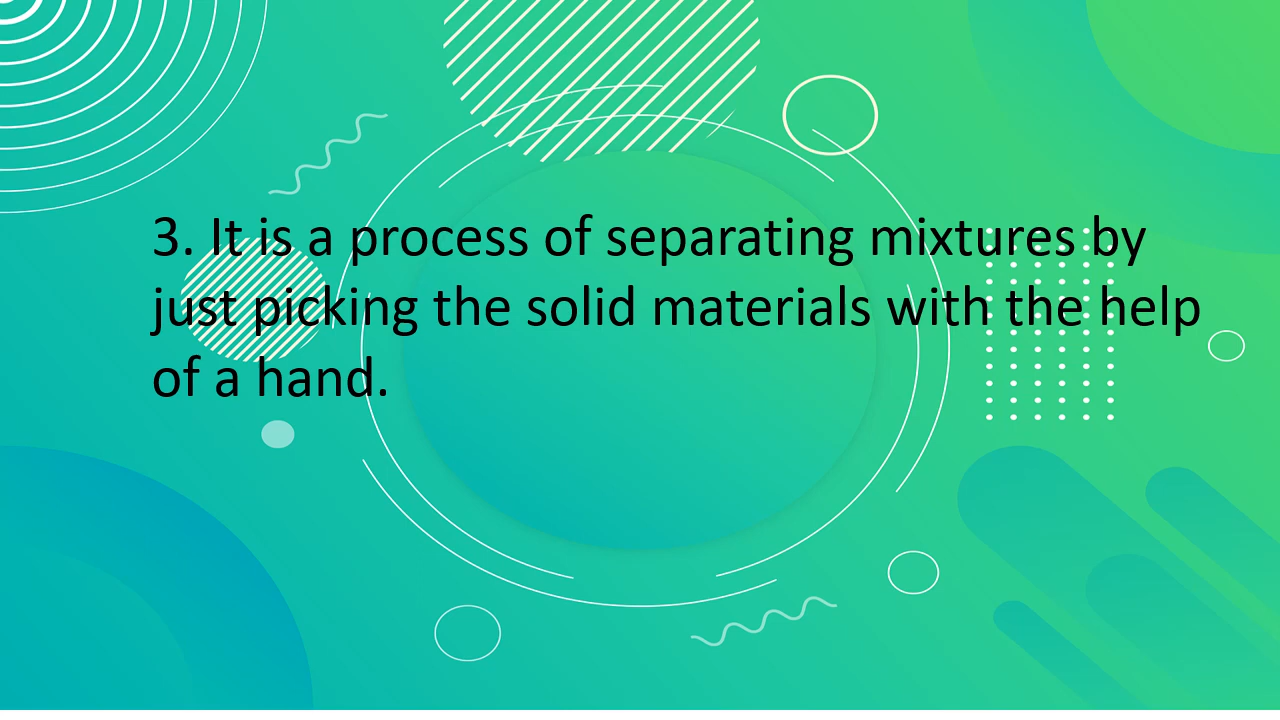 3. It is a process of separating mixtures by
just picking the solid materials with the help
of a hand.